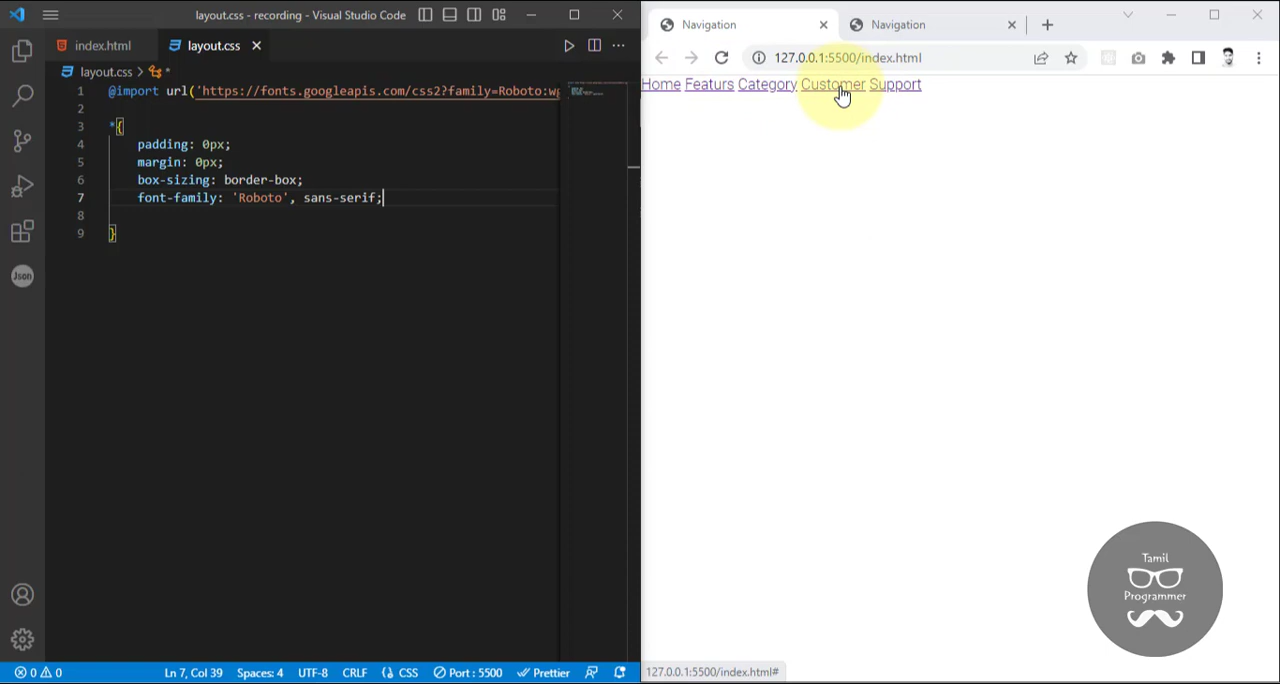 layout.css - recording - Visual Studio Code
index.html
layout.css
layout.css > *
1 @import url('https://fonts.googleapis.com/css2?family=Roboto:wg
2
3 *{
4 padding: 0px;
5 margin: 0px;
6 box-sizing: border-box;
7 font-family: 'Roboto', sans-serif;
8
9 }
Json
0 0
Ln 7, Col 39
Spaces: 4
UTF-8
CRLF
CSS
Port : 5500
Prettier
Navigation
Navigation
127.0.0.1:5500/index.html
Home Featurs Category Customer Support
Tamil
Programmer
127.0.0.1:5500/index.html#